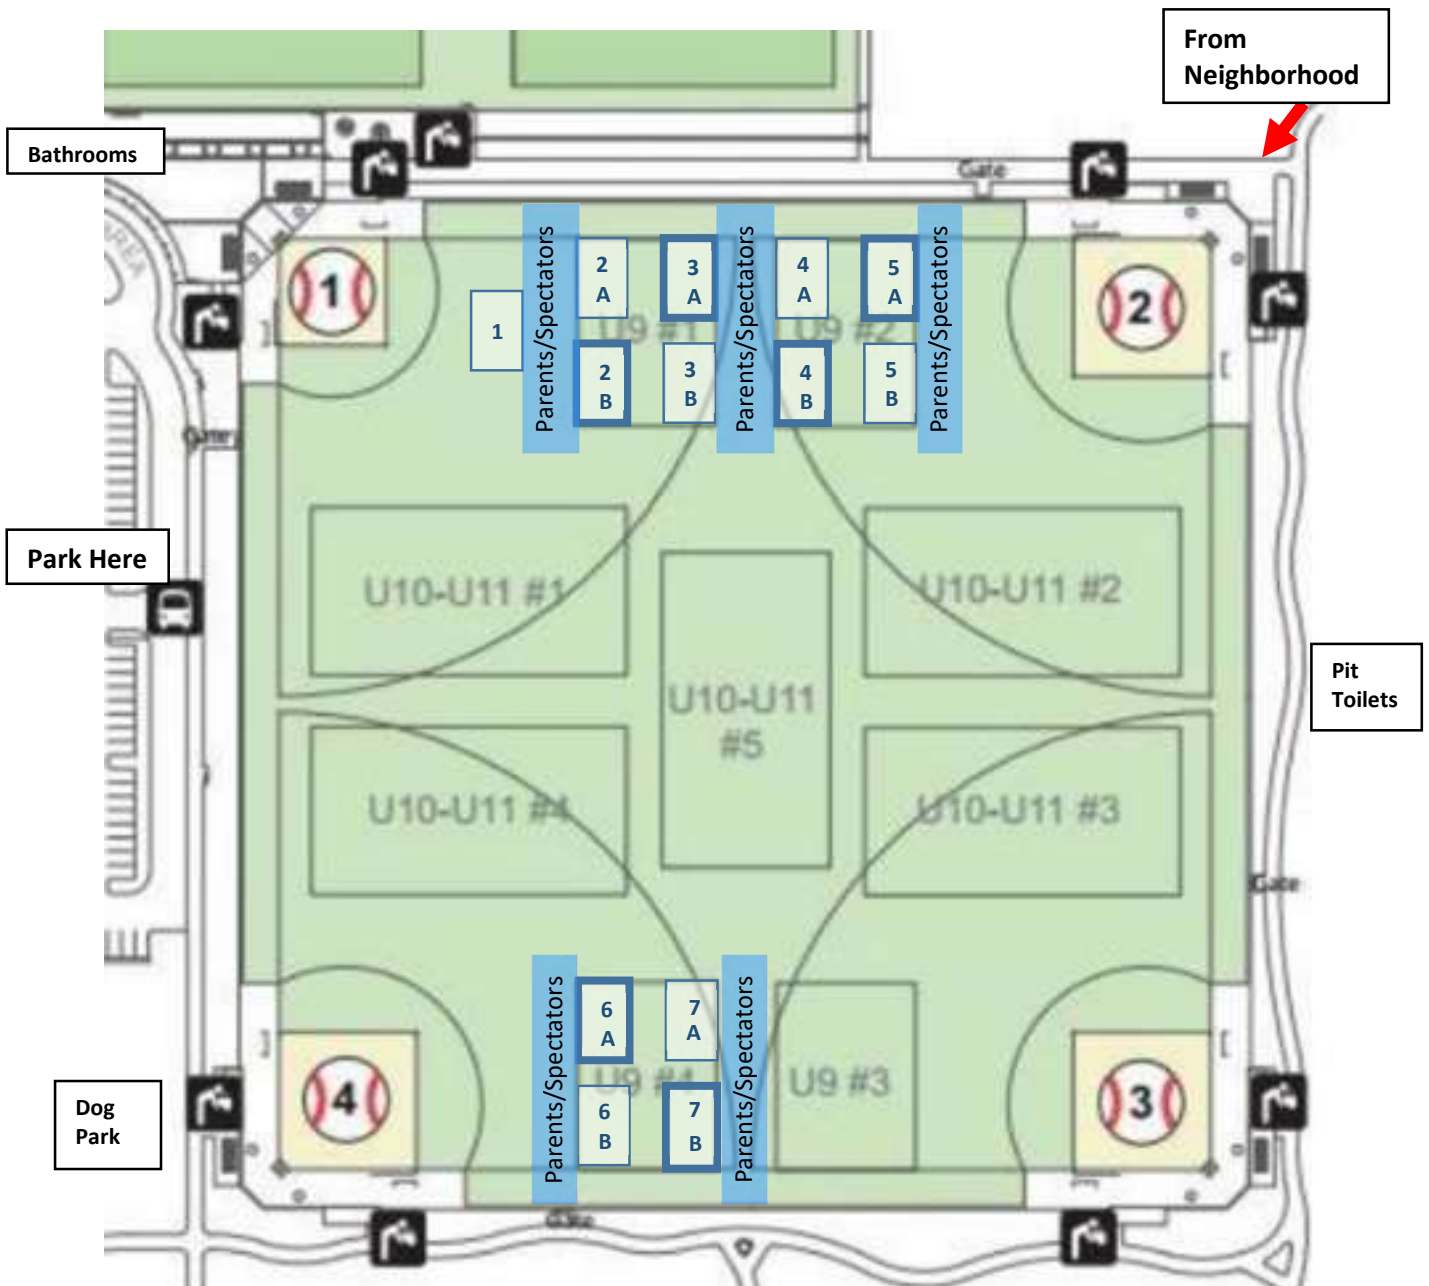 From
Neighborhood
Bathrooms
Gate
AREA
1
2
Parents/Spectators
Parents/Spectators
Parents/Spectators
2
A
3
A
4
A
5
A
1
U9 #1
U9 #2
2
B
3
B
4
B
5
B
Gate
Park Here
U10-U11 #1
U10-U11 #2
U10-U11
#5
Pit
Toilets
U10-U11 #4
U10-U11 #3
Gate
Parents/Spectators
Parents/Spectators
6
A
7
A
U9 #4
U9 #3
6
B
7
B
4
3
Dog
Park
Gate